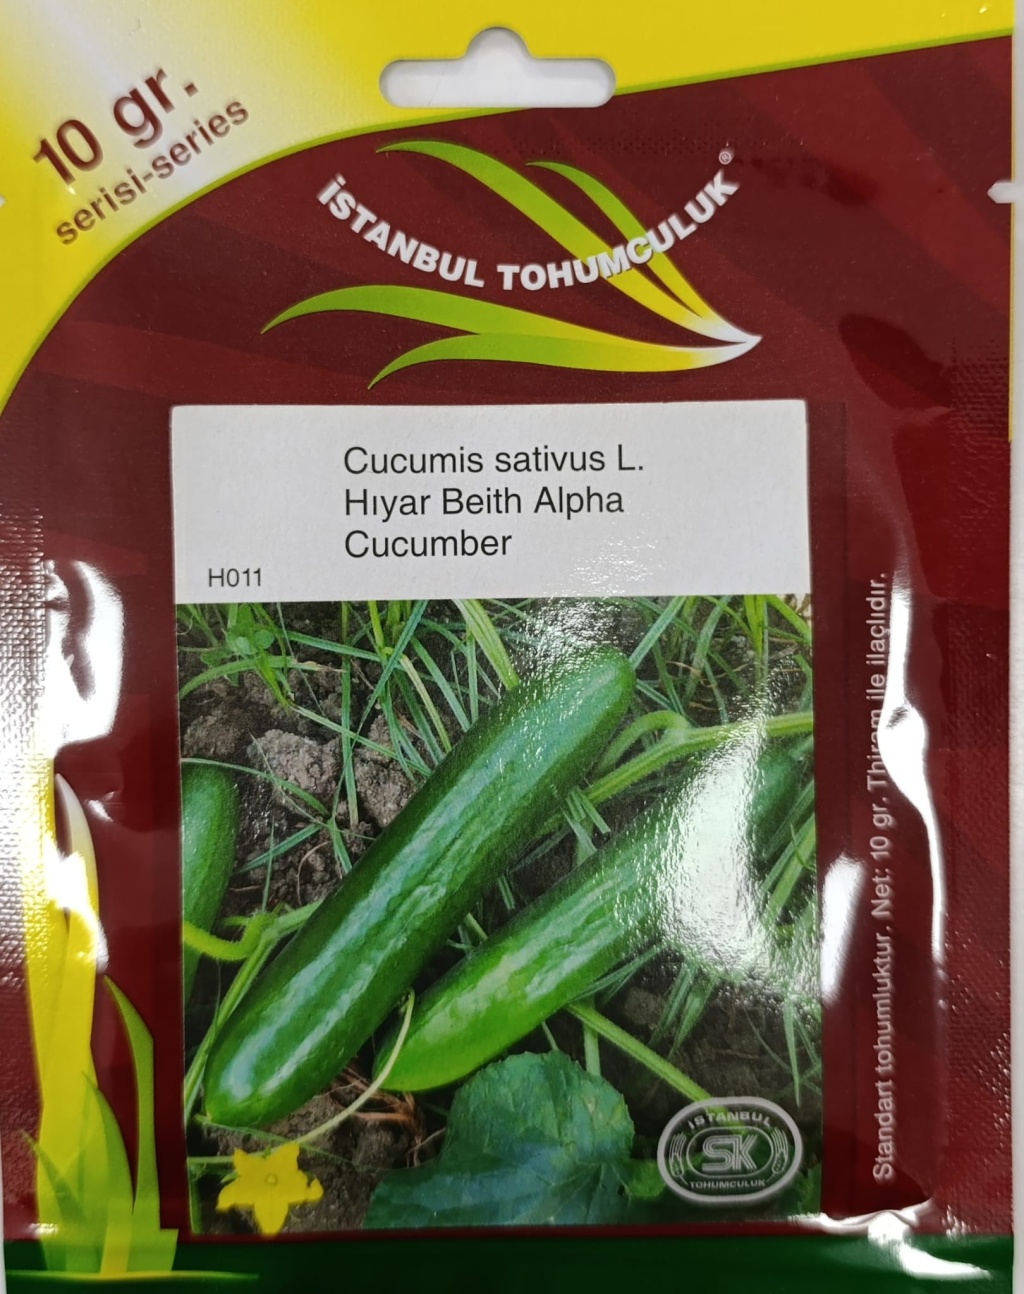 10 gr.
serisi-series
İSTANBUL TOHUMCULUK®
Cucumis sativus L.
Hıyar Beith Alpha
Cucumber
H011
Standart tohumluktur. Net: 10 gr. Thiram ile ilaçlıdır.
İSTANBUL
SK
TOHUMCULUK